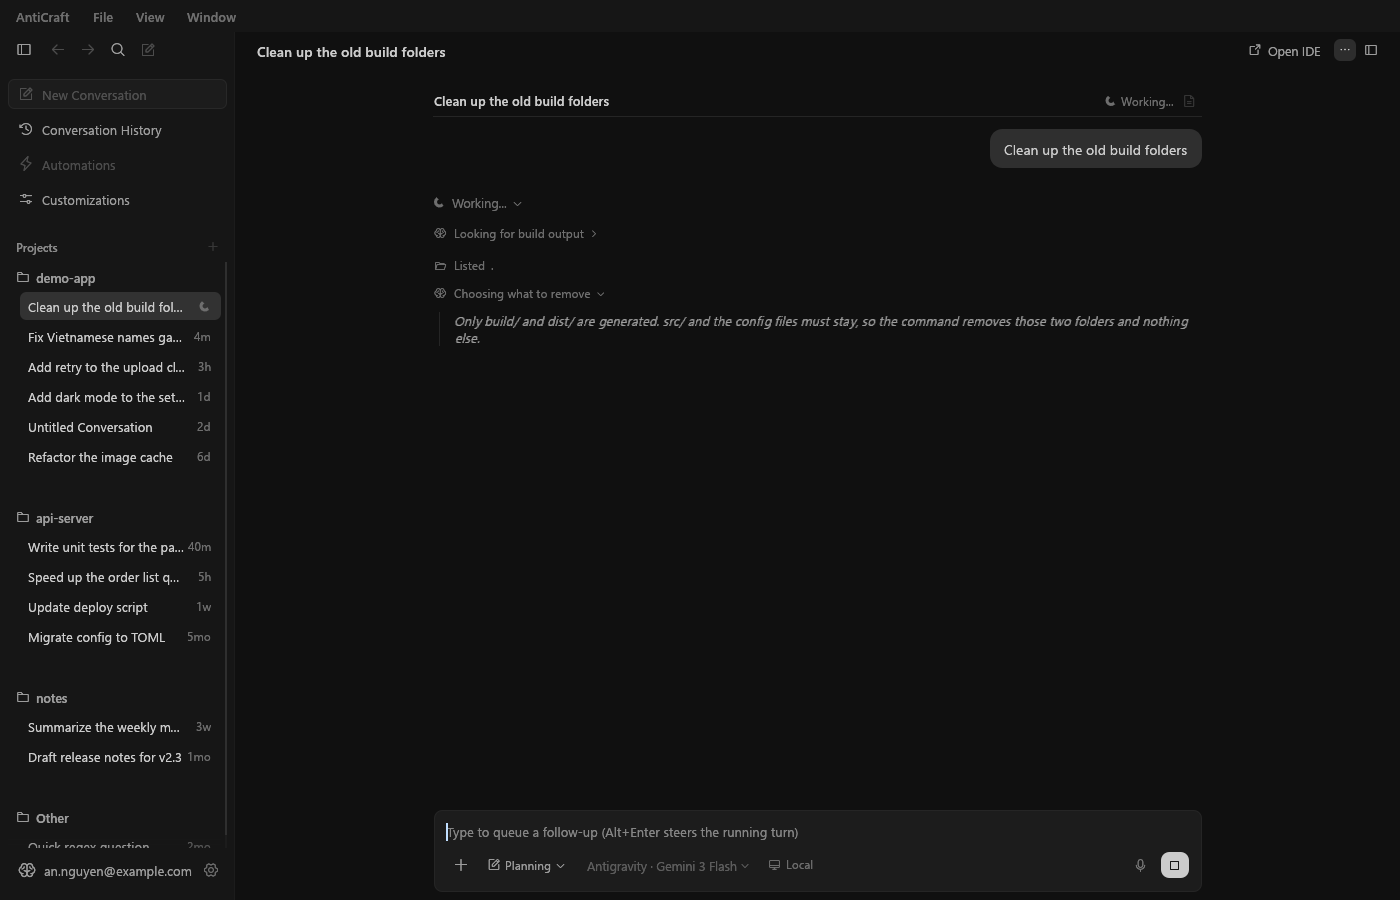 AntiCraft File View Window
Clean up the old build folders
Open IDE
New Conversation
Conversation History
Automations
Customizations
Projects
demo-app
Clean up the old build fol...
Fix Vietnamese names ga... 4m
Add retry to the upload cl... 3h
Add dark mode to the set... 1d
Untitled Conversation 2d
Refactor the image cache 6d
api-server
Write unit tests for the pa... 40m
Speed up the order list q... 5h
Update deploy script 1w
Migrate config to TOML 5mo
notes
Summarize the weekly m... 3w
Draft release notes for v2.3 1mo
Other
Quick regex question 2mo
an.nguyen@example.com
Clean up the old build folders
Working...
Clean up the old build folders
Working...
Looking for build output
Listed .
Choosing what to remove
Only build/ and dist/ are generated. src/ and the config files must stay, so the command removes those two folders and nothing
else.
Type to queue a follow-up (Alt+Enter steers the running turn)
Planning
Antigravity · Gemini 3 Flash
Local